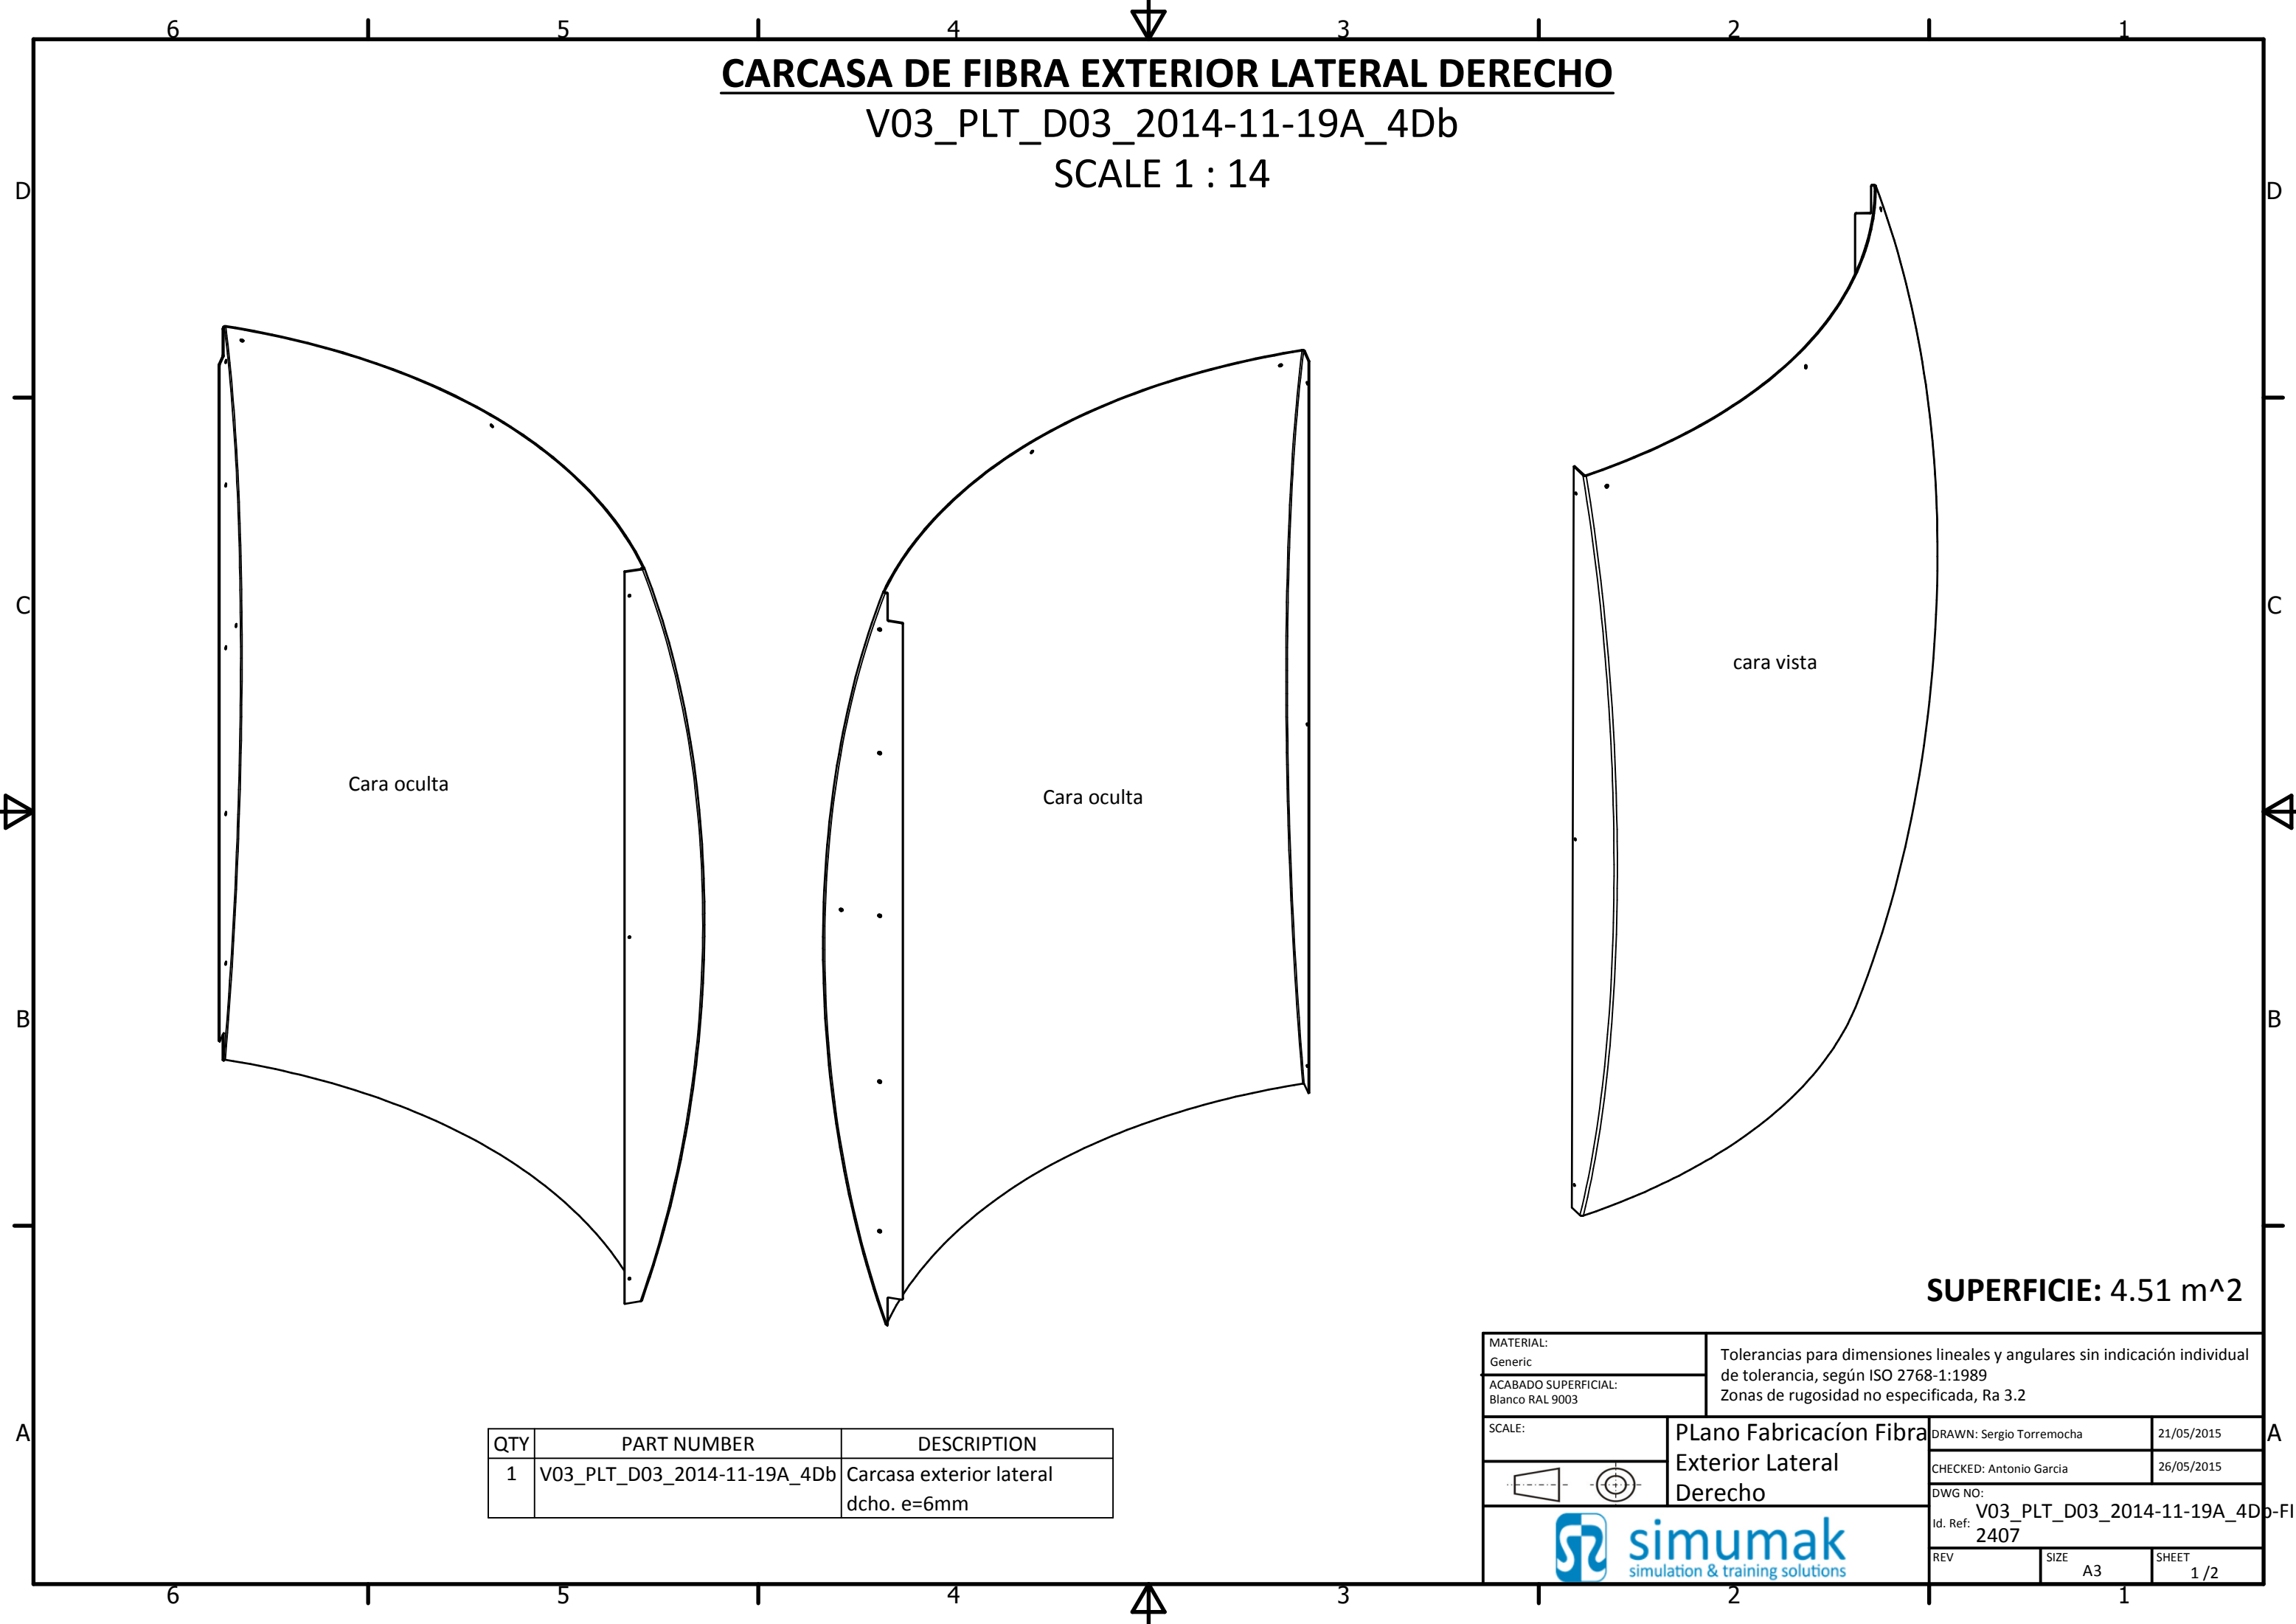 6 5 4 3 2 1
CARCASA DE FIBRA EXTERIOR LATERAL DERECHO
V03_PLT_D03_2014-11-19A_4Db
SCALE 1 : 14
D D
C C
cara vista
Cara oculta
Cara oculta
B B
SUPERFICIE: 4.51 m^2
MATERIAL:
Generic
ACABADO SUPERFICIAL:
Blanco RAL 9003
Tolerancias para dimensiones lineales y angulares sin indicación individual
de tolerancia, según ISO 2768-1:1989
Zonas de rugosidad no especificada, Ra 3.2
A A
QTY PART NUMBER DESCRIPTION
1 V03_PLT_D03_2014-11-19A_4Db Carcasa exterior lateral
dcho. e=6mm
SCALE:
PLano Fabricacíon Fibra
Exterior Lateral
Derecho
DRAWN: Sergio Torremocha 21/05/2015
CHECKED: Antonio Garcia 26/05/2015
DWG NO:
Id. Ref: V03_PLT_D03_2014-11-19A_4Db-FI
2407
simumak
simulation & training solutions
REV SIZE SHEET
A3 1 /2
6 5 4 3 2 1